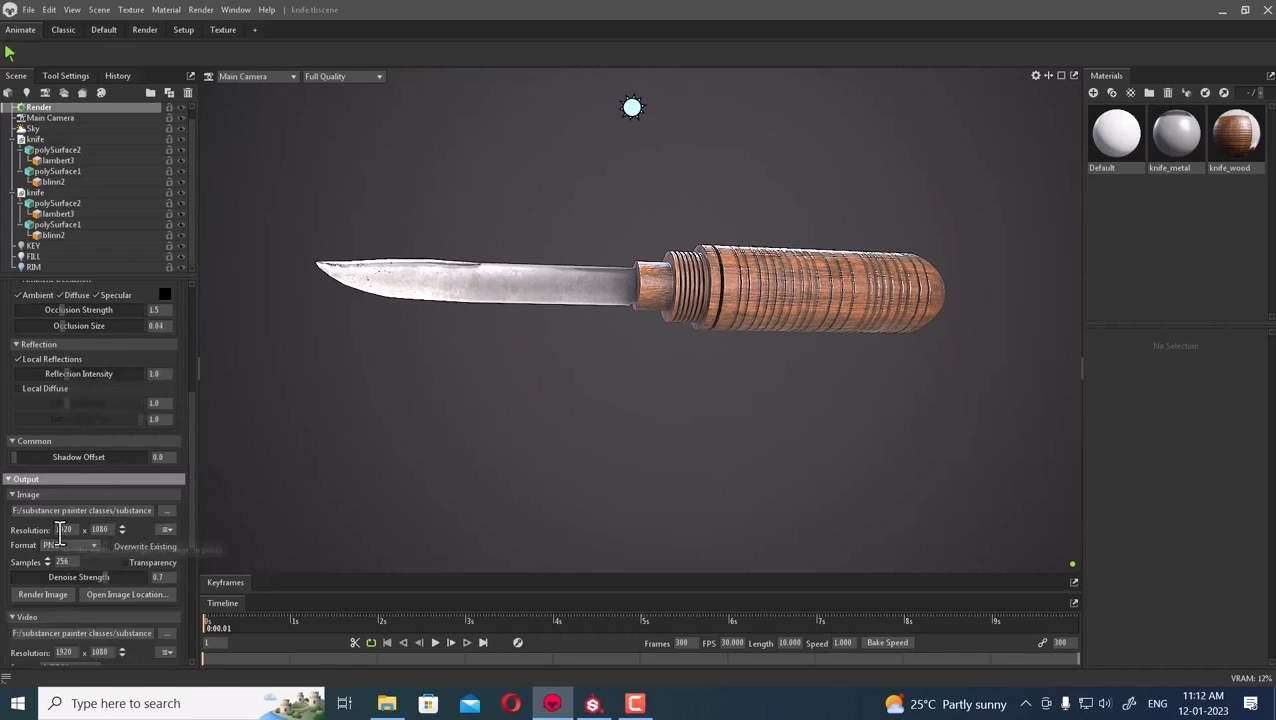 File Edit View Scene Texture Material Render Window Help knife.tbscene
Animate Classic Default Render Setup Texture +
Scene Tool Settings History
Main Camera Full Quality
Materials
- / -
Render
Main Camera
Sky
knife
polySurface2
lambert3
polySurface1
blinn2
knife
polySurface2
lambert3
polySurface1
blinn2
KEY
FILL
RIM
Default knife_metal knife_wood
Ambient Diffuse Specular
Occlusion Strength 1.5
Occlusion Size 0.04
Reflection
Local Reflections
Reflection Intensity 1.0
Local Diffuse
1.0
1.0
Common
Shadow Offset 0.0
Output
Image
F:/substancer painter classes/substance ...
Resolution: 1920 x 1080
Format PNG Overwrite Existing
Samples 256 Transparency
Denoise Strength 0.7
Render Image Open Image Location...
Video
F:/substancer painter classes/substance ...
Resolution: 1920 x 1080
No Selection
Keyframes
Timeline
0s 1s 2s 3s 4s 5s 6s 7s 8s 9s
0:00.01
1 Frames 300 FPS 30.000 Length 10.000 Speed 1.000 Bake Speed 300
VRAM: 12%
Type here to search
25°C Partly sunny ENG 11:12 AM
12-01-2023